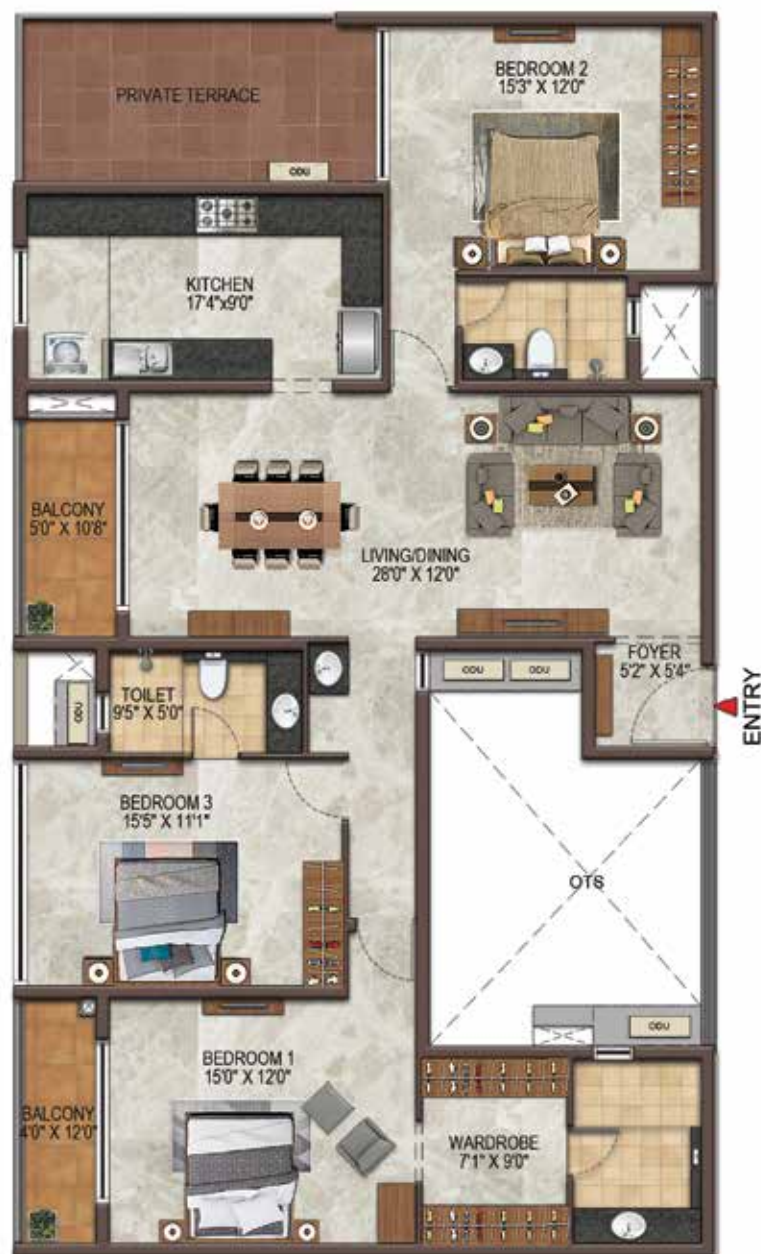 PRIVATE TERRACE
ODU
BEDROOM 2
15'3" X 12'0"
KITCHEN
17'4"x9'0"
BALCONY
5'0" X 10'8"
LIVING/DINING
28'0" X 12'0"
FOYER
5'2" X 5'4"
ENTRY
ODU
ODU
ODU
TOILET
9'5" X 5'0"
BEDROOM 3
15'5" X 11'1"
OTS
ODU
BEDROOM 1
15'0" X 12'0"
BALCONY
4'0" X 12'0"
WARDROBE
7'1" X 9'0"